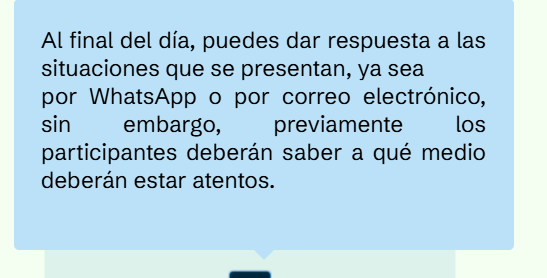 Al final del día, puedes dar respuesta a las
situaciones que se presentan, ya sea
por WhatsApp o por correo electrónico,
sin embargo, previamente los
participantes deberán saber a qué medio
deberán estar atentos.